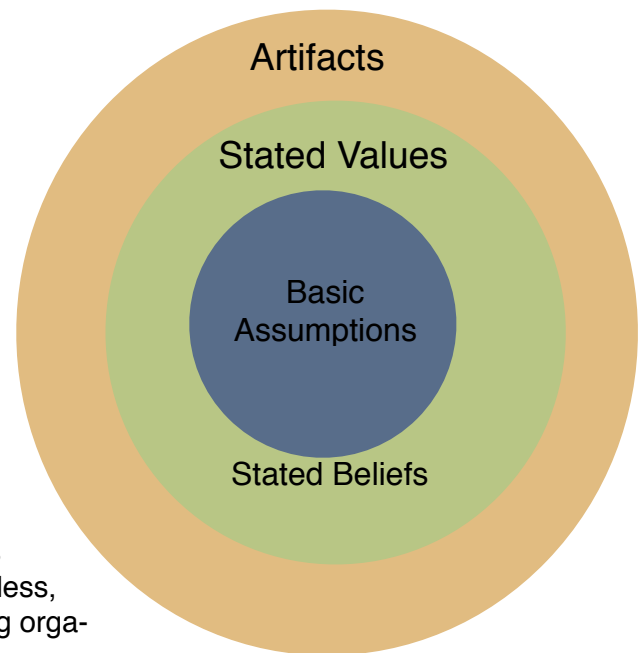 Artifacts
Stated Values
Basic
Assumptions
Stated Beliefs
less,
g orga-